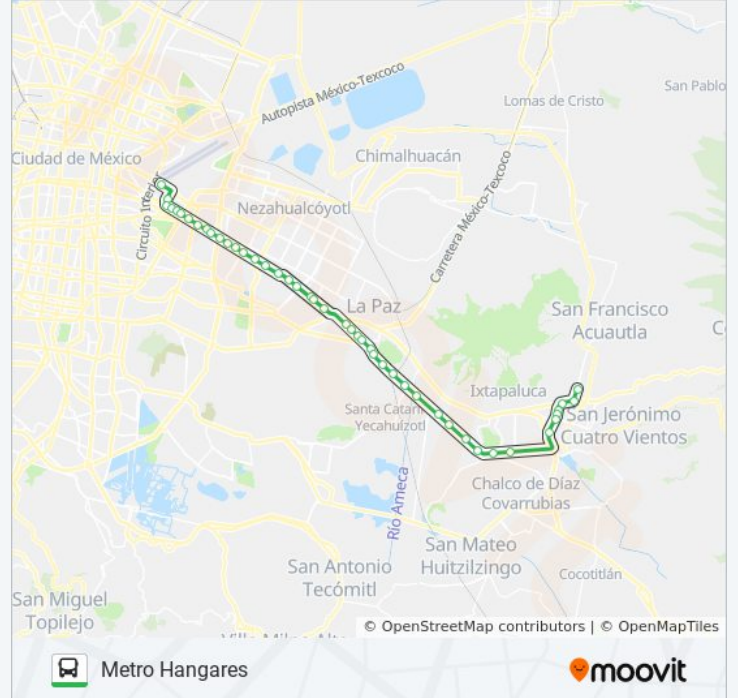 Autopista México-Texcoco
San Pablo
Lomas de Cristo
Ciudad de México
Chimalhuacán
Circuito Interior
Nezahualcóyotl
Carretera México-Texcoco
La Paz
San Francisco
Acuautla
Ixtapaluca
Santa Catari
Yecahuízotl
San Jerónimo
Cuatro Vientos
Río Ameca
Chalco de Díaz
Covarrubias
San Mateo
Huitzilzingo
San Antonio
Tecómitl
Cocotitlán
San Miguel
Topilejo
© OpenStreetMap contributors | © OpenMapTiles
Metro Hangares
moovit